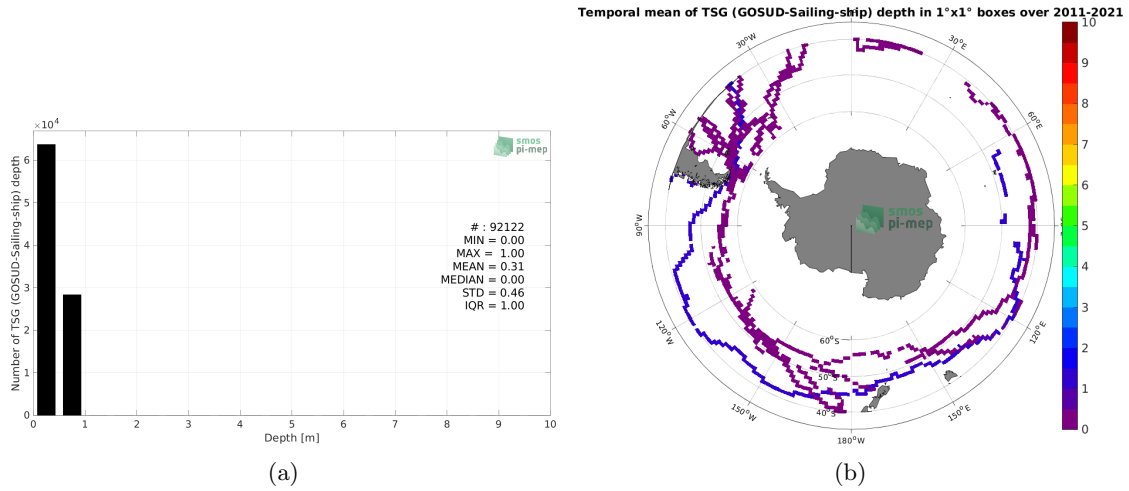 Temporal mean of TSG (GOSUD-Sailing-ship) depth in 1°x1° boxes over 2011-2021
×10⁴
Number of TSG (GOSUD-Sailing-ship) depth
6
5
4
3
2
1
0
smos
pi-mep
# : 92122
MIN = 0.00
MAX = 1.00
MEAN = 0.31
MEDIAN = 0.00
STD = 0.46
IQR = 1.00
0 1 2 3 4 5 6 7 8 9 10
Depth [m]
(a)
30°W
30°E
60°W
60°E
90°W
120°W
120°E
150°W
150°E
180°W
60°S
50°S
40°S
smos
pi-mep
10
9
8
7
6
5
4
3
2
1
0
(b)